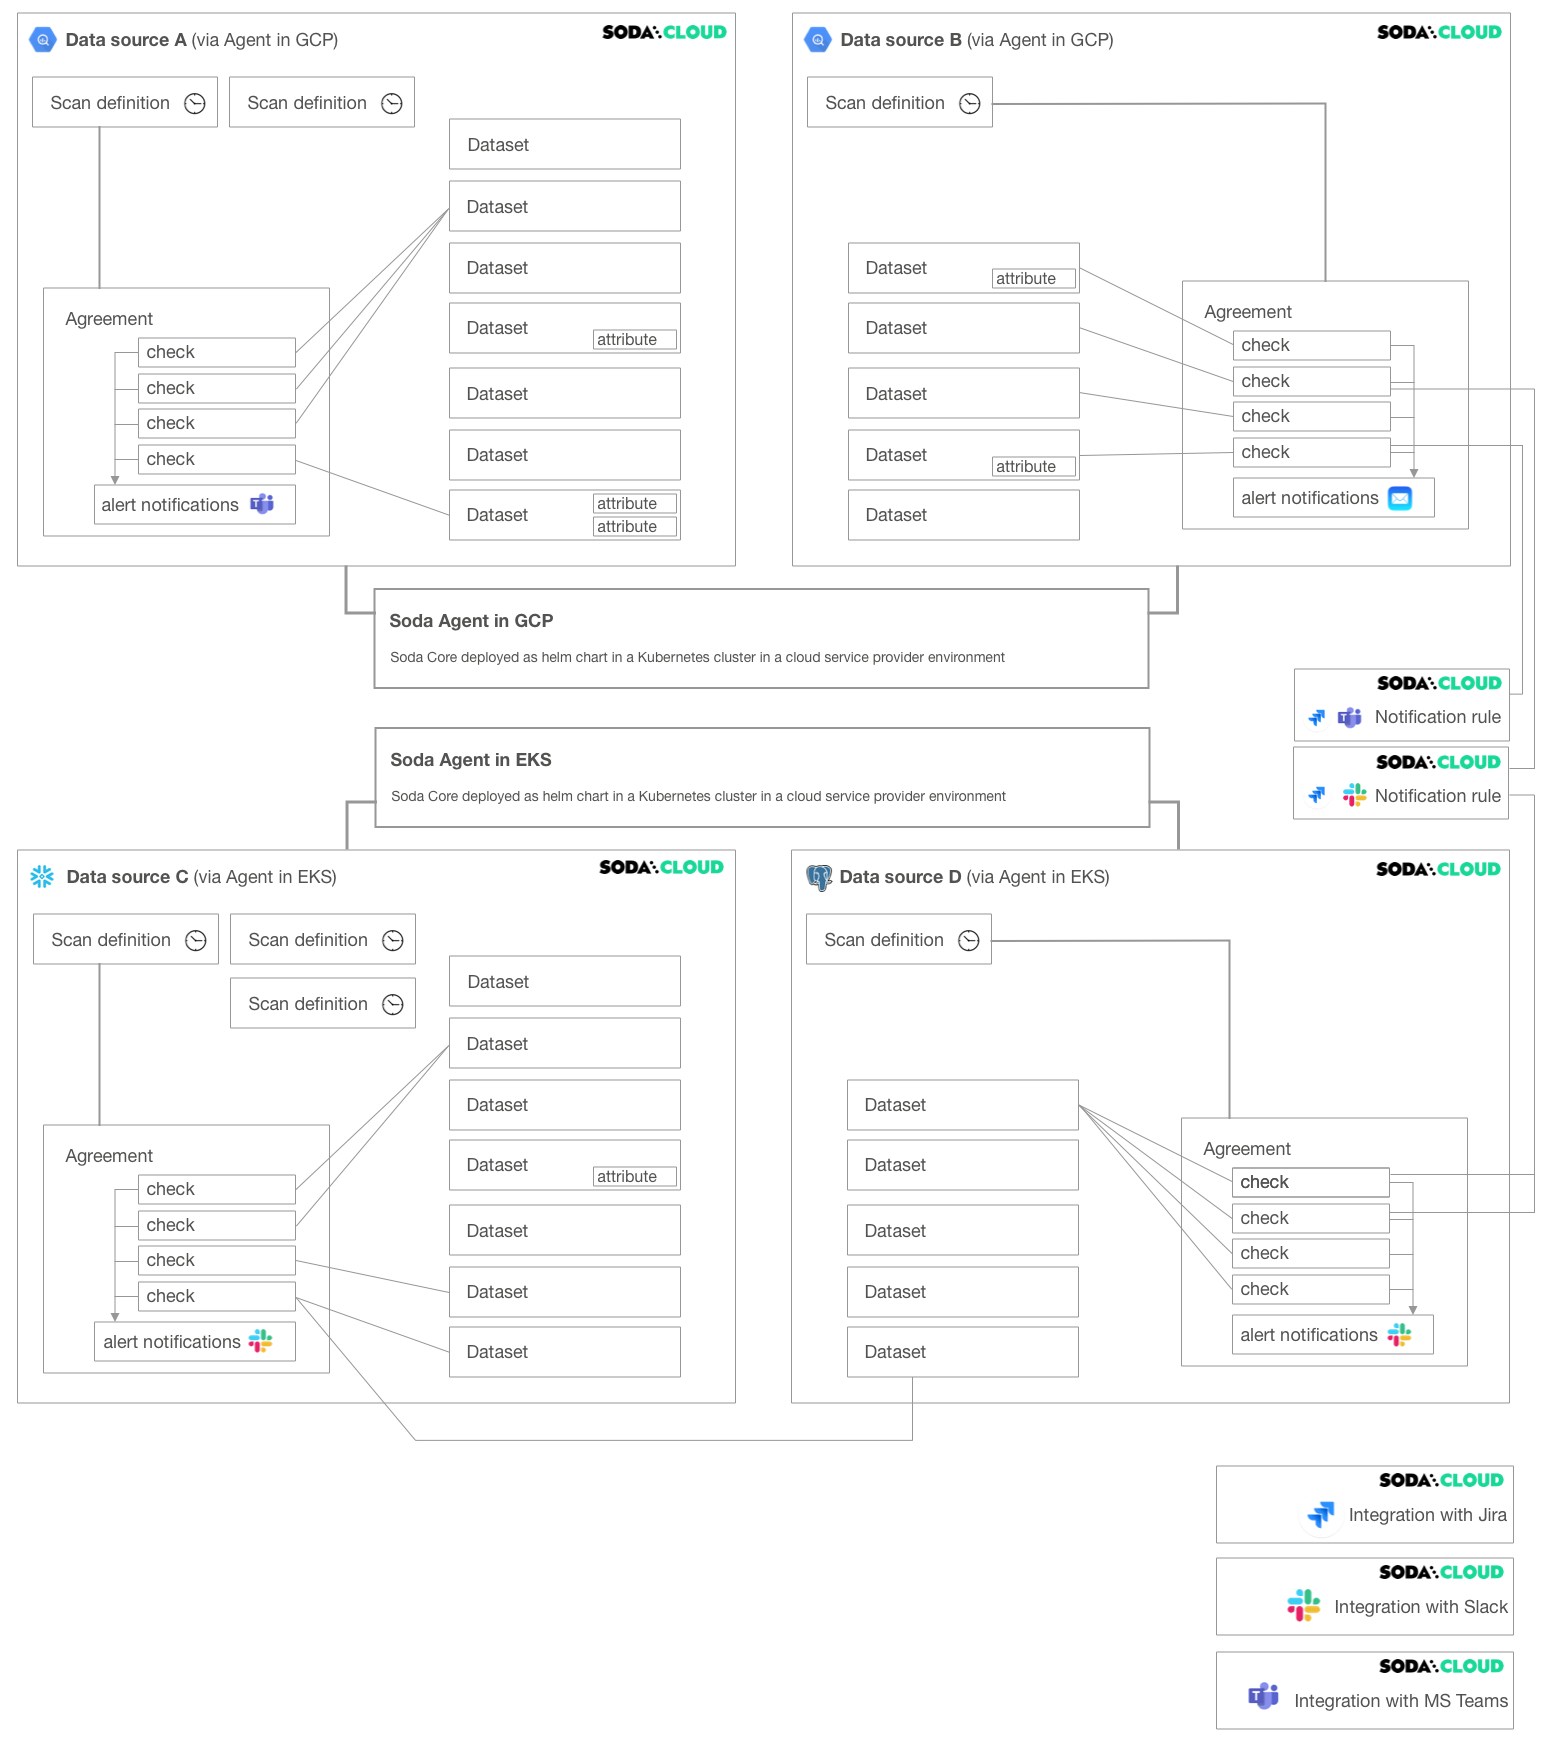 Data source A (via Agent in GCP)
SODA CLOUD
Scan definition
Scan definition
Dataset
Dataset
Dataset
Dataset
attribute
Dataset
Dataset
Dataset
attribute
attribute
Agreement
check
check
check
check
alert notifications
Data source B (via Agent in GCP)
SODA CLOUD
Scan definition
Dataset
attribute
Dataset
Dataset
Dataset
attribute
Dataset
Agreement
check
check
check
check
alert notifications
Soda Agent in GCP
Soda Core deployed as helm chart in a Kubernetes cluster in a cloud service provider environment
SODA CLOUD
Notification rule
Soda Agent in EKS
Soda Core deployed as helm chart in a Kubernetes cluster in a cloud service provider environment
SODA CLOUD
Notification rule
Data source C (via Agent in EKS)
SODA CLOUD
Scan definition
Scan definition
Scan definition
Dataset
Dataset
Dataset
Dataset
attribute
Dataset
Dataset
Dataset
Agreement
check
check
check
check
alert notifications
Data source D (via Agent in EKS)
SODA CLOUD
Scan definition
Dataset
Dataset
Dataset
Dataset
Dataset
Agreement
check
check
check
check
alert notifications
SODA CLOUD
Integration with Jira
SODA CLOUD
Integration with Slack
SODA CLOUD
Integration with MS Teams